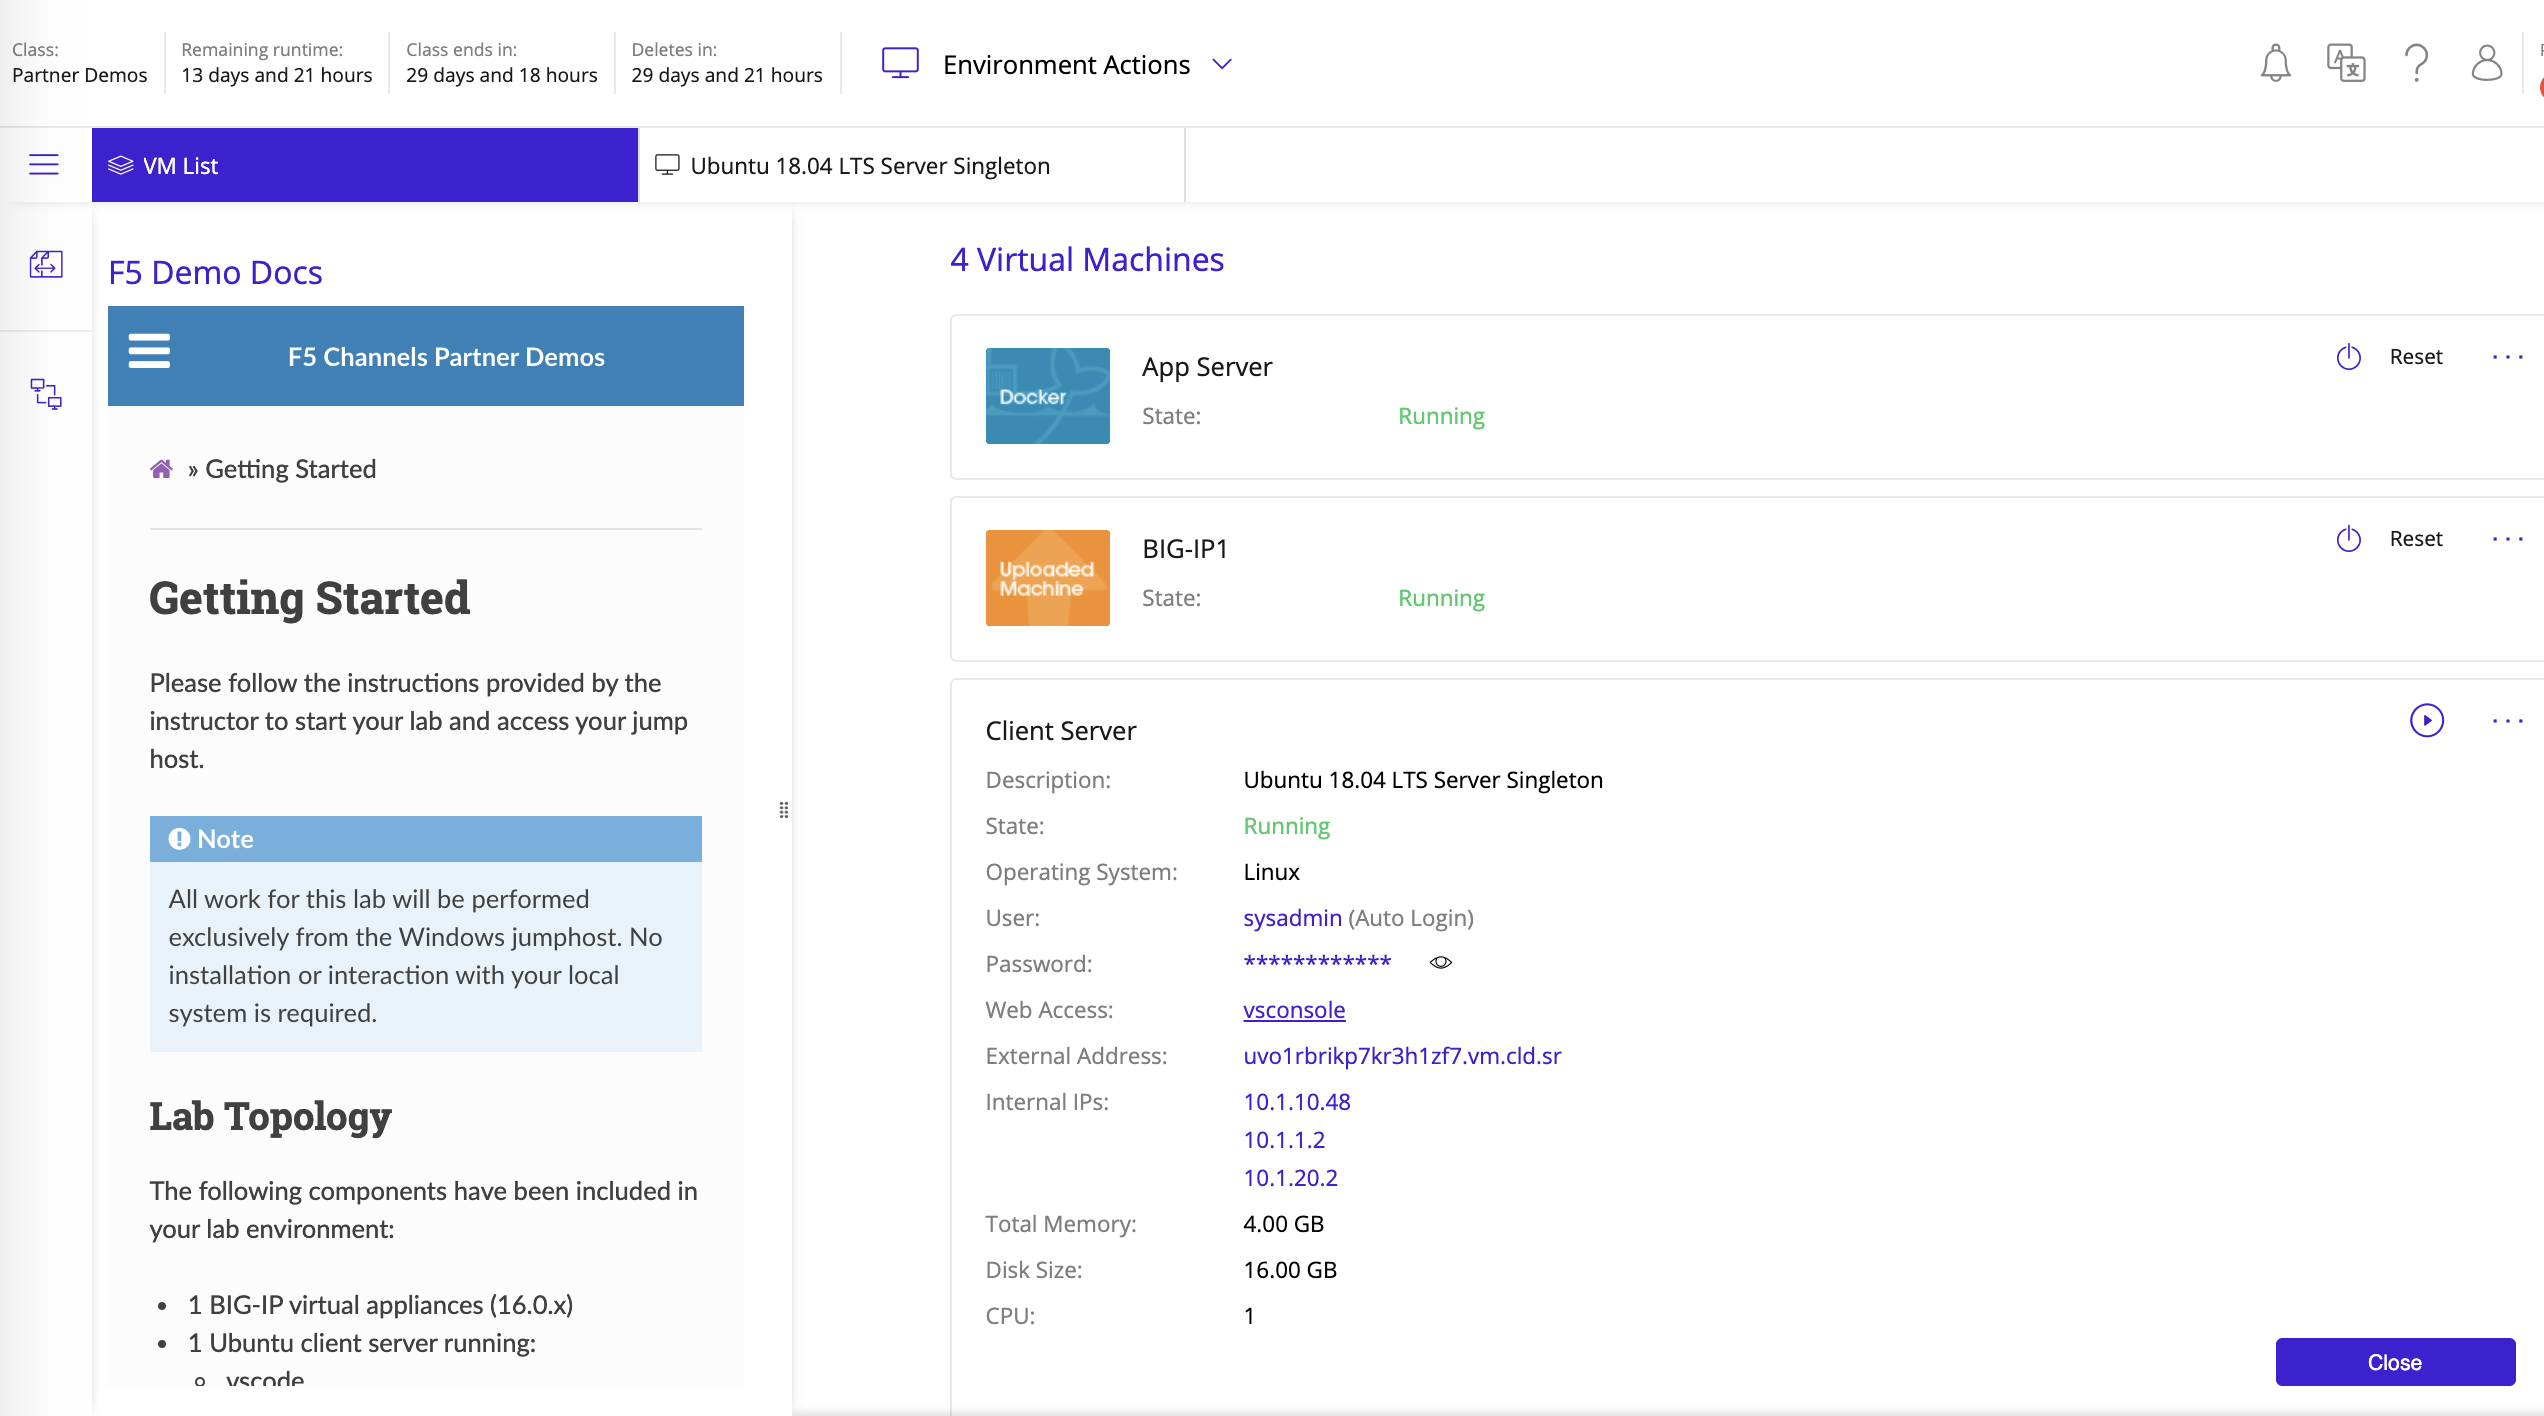 Class:
Partner Demos
Remaining runtime:
13 days and 21 hours
Class ends in:
29 days and 18 hours
Deletes in:
29 days and 21 hours
Environment Actions
VM List
Ubuntu 18.04 LTS Server Singleton
F5 Demo Docs
F5 Channels Partner Demos
» Getting Started
Getting Started
Please follow the instructions provided by the
instructor to start your lab and access your jump
host.
Note
All work for this lab will be performed
exclusively from the Windows jumphost. No
installation or interaction with your local
system is required.
Lab Topology
The following components have been included in
your lab environment:
• 1 BIG-IP virtual appliances (16.0.x)
• 1 Ubuntu client server running:
vscode
4 Virtual Machines
Docker
App Server
State: Running
Reset
Uploaded
Machine
BIG-IP1
State: Running
Reset
Client Server
Description: Ubuntu 18.04 LTS Server Singleton
State: Running
Operating System: Linux
User: sysadmin (Auto Login)
Password: ************
Web Access: vsconsole
External Address: uvo1rbrikp7kr3h1zf7.vm.cld.sr
Internal IPs: 10.1.10.48
10.1.1.2
10.1.20.2
Total Memory: 4.00 GB
Disk Size: 16.00 GB
CPU: 1
Close